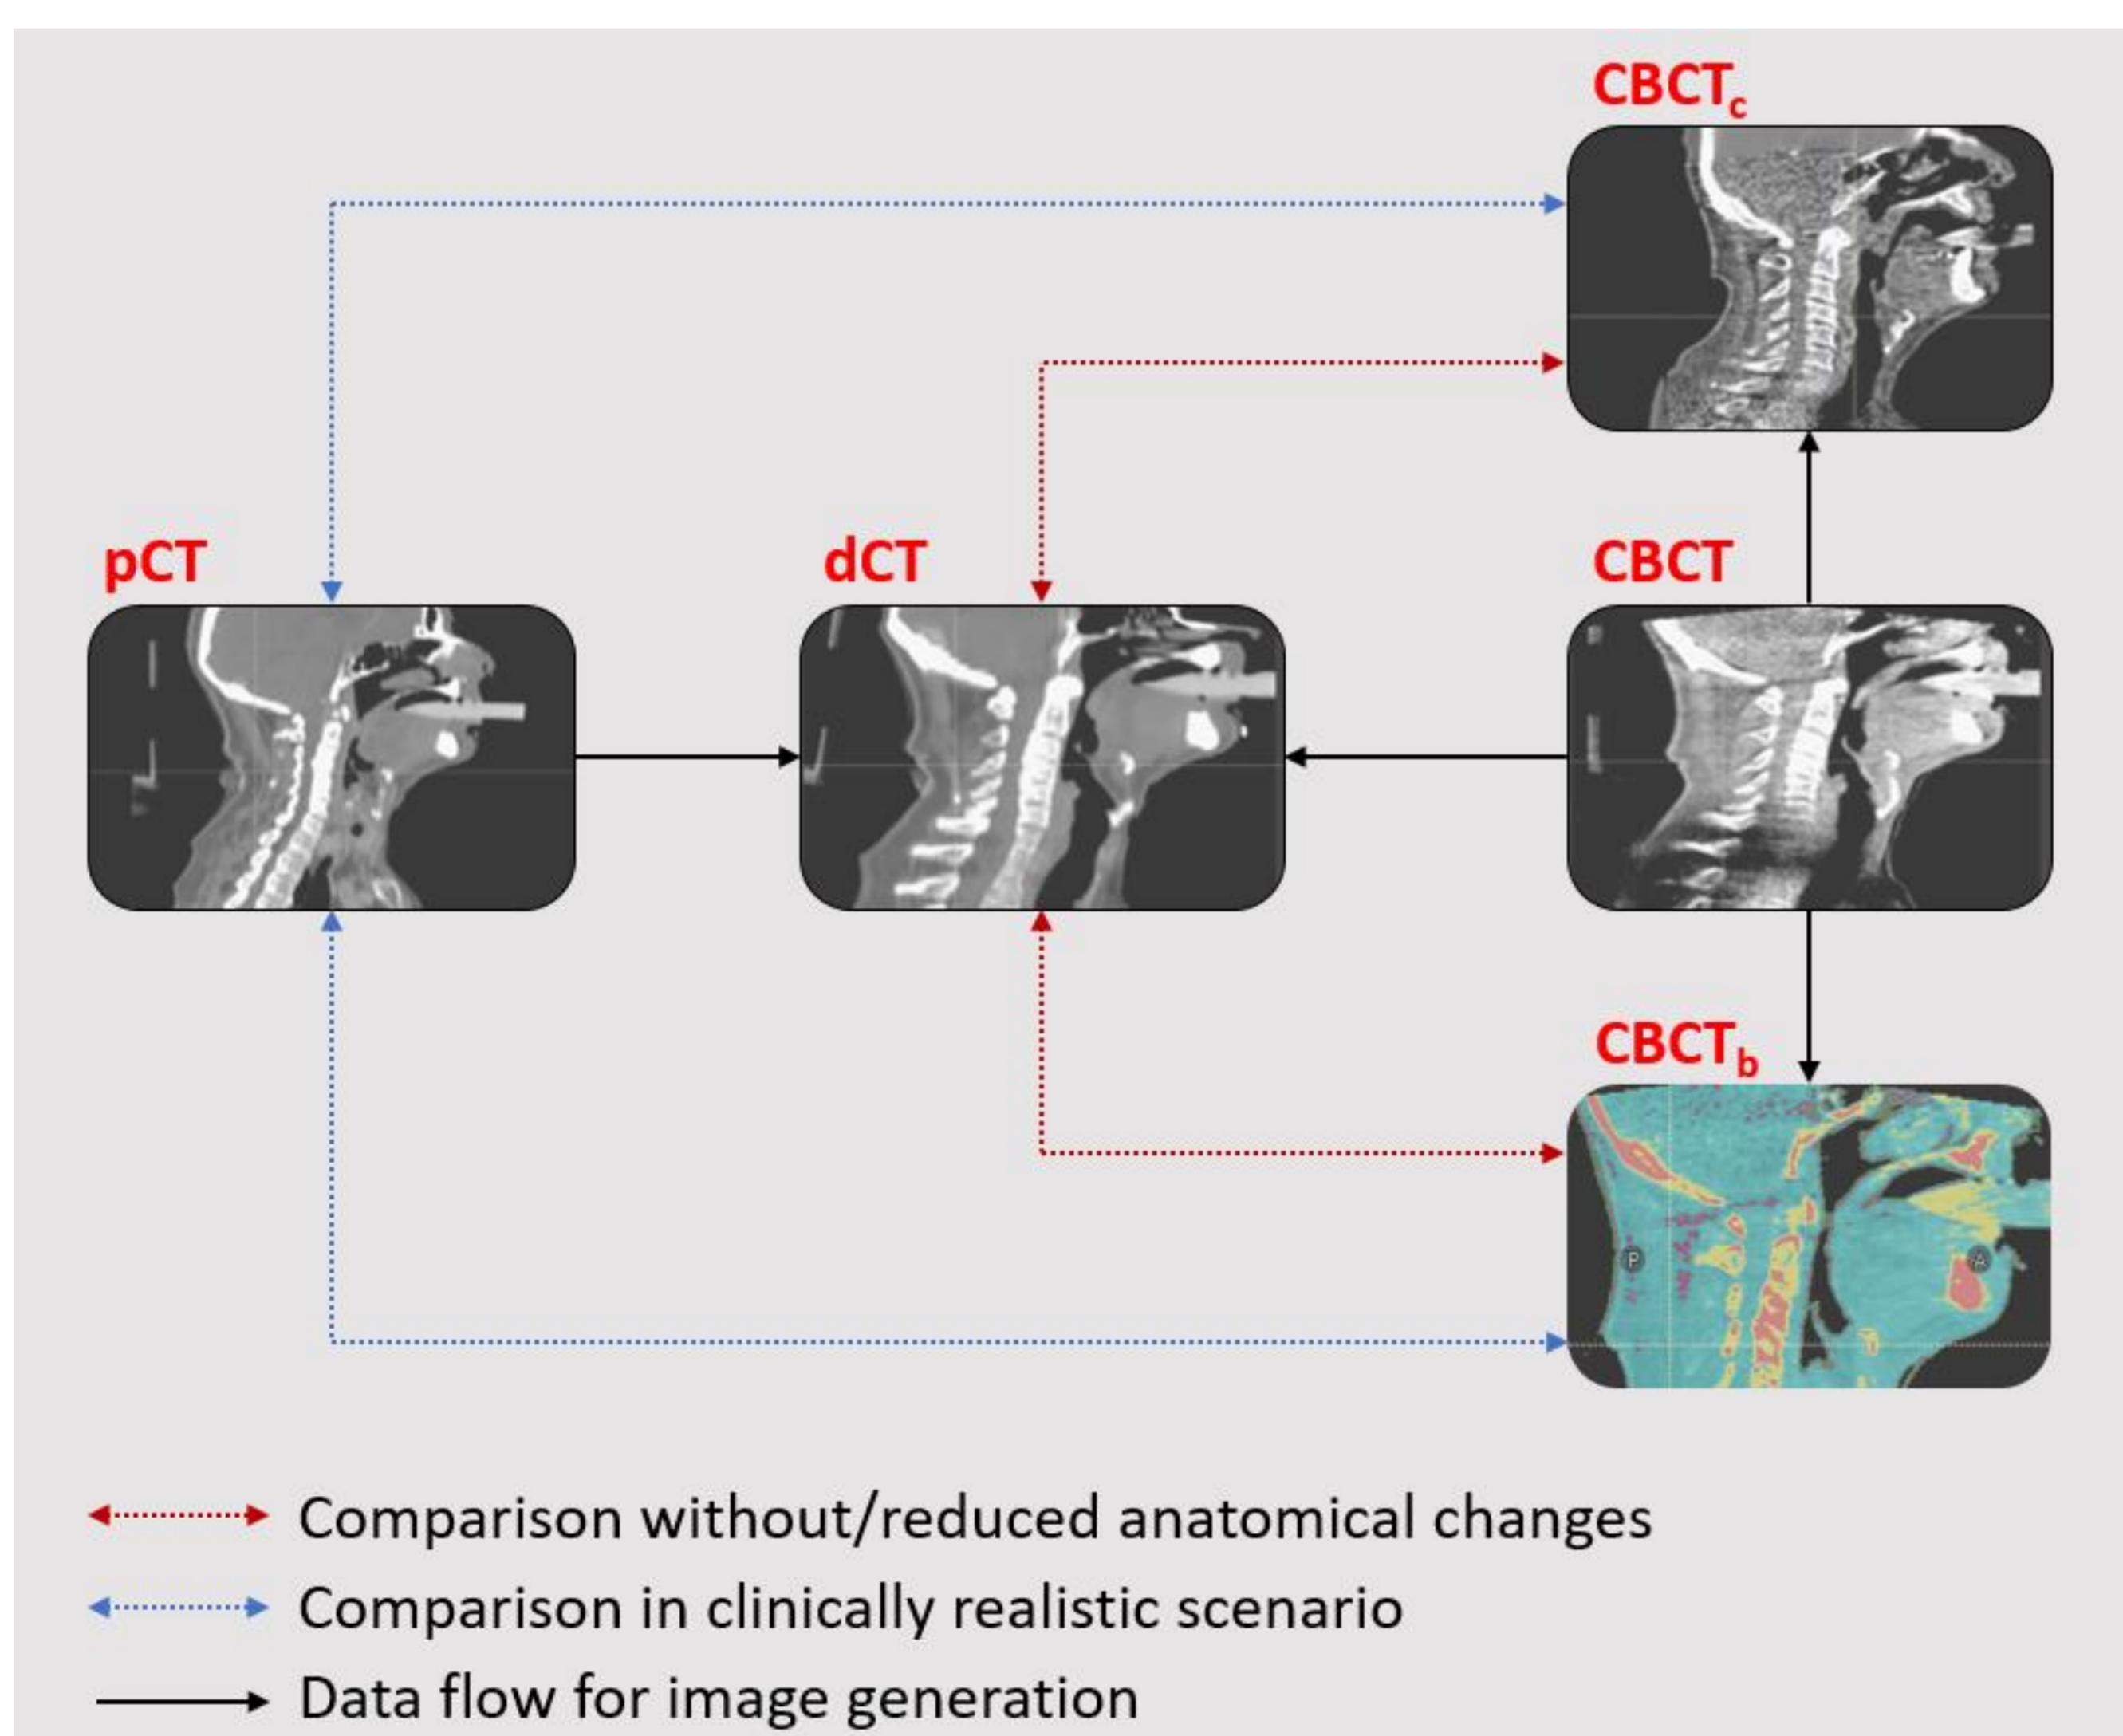 CBCTc
pCT
dCT
CBCT
CBCTb
P
A
Comparison without/reduced anatomical changes
Comparison in clinically realistic scenario
Data flow for image generation